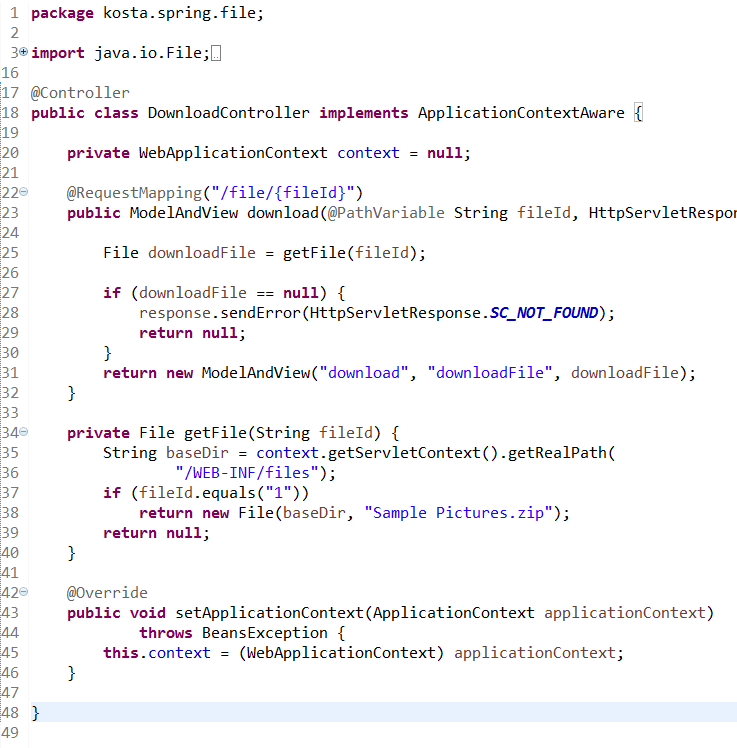 1 package kosta.spring.file;
2
3 import java.io.File;
16
17 @Controller
18 public class DownloadController implements ApplicationContextAware {
19
20     private WebApplicationContext context = null;
21
22     @RequestMapping("/file/{fileId}")
23     public ModelAndView download(@PathVariable String fileId, HttpServletRespon
24
25         File downloadFile = getFile(fileId);
26
27         if (downloadFile == null) {
28             response.sendError(HttpServletResponse.SC_NOT_FOUND);
29             return null;
30         }
31         return new ModelAndView("download", "downloadFile", downloadFile);
32     }
33
34     private File getFile(String fileId) {
35         String baseDir = context.getServletContext().getRealPath(
36                 "/WEB-INF/files");
37         if (fileId.equals("1"))
38             return new File(baseDir, "Sample Pictures.zip");
39         return null;
40     }
41
42     @Override
43     public void setApplicationContext(ApplicationContext applicationContext)
44             throws BeansException {
45         this.context = (WebApplicationContext) applicationContext;
46     }
47
48 }
49